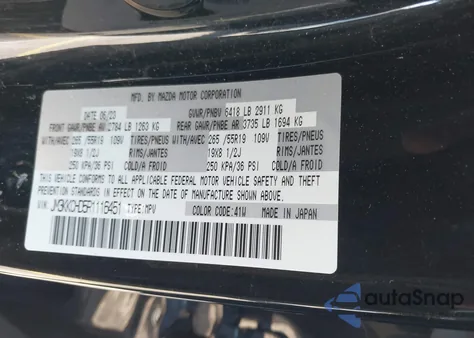 MFD. BY MAZDA MOTOR CORPORATION
DATE 06/23 GVWR/PNBV 6418 LB 2911 KG
FRONT GAWR/PNBE AV 2784 LB 1263 KG REAR GAWR/PNBE AR 3735 LB 1694 KG
WITH/AVEC 265/55R19 109V TIRES/PNEUS WITH/AVEC 265/55R19 109V TIRES/PNEUS
19X8 1/2J RIMS/JANTES 19X8 1/2J RIMS/JANTES
250 KPA/36 PSI COLD/A FROID 250 KPA/36 PSI COLD/A FROID
THIS VEHICLE CONFORMS TO ALL APPLICABLE FEDERAL MOTOR VEHICLE SAFETY AND THEFT
PREVENTION STANDARDS IN EFFECT ON THE DATE OF MANUFACTURE SHOWN ABOVE.
VIN: TYPE:MPV COLOR CODE:41W MADE IN JAPAN
autoSnap